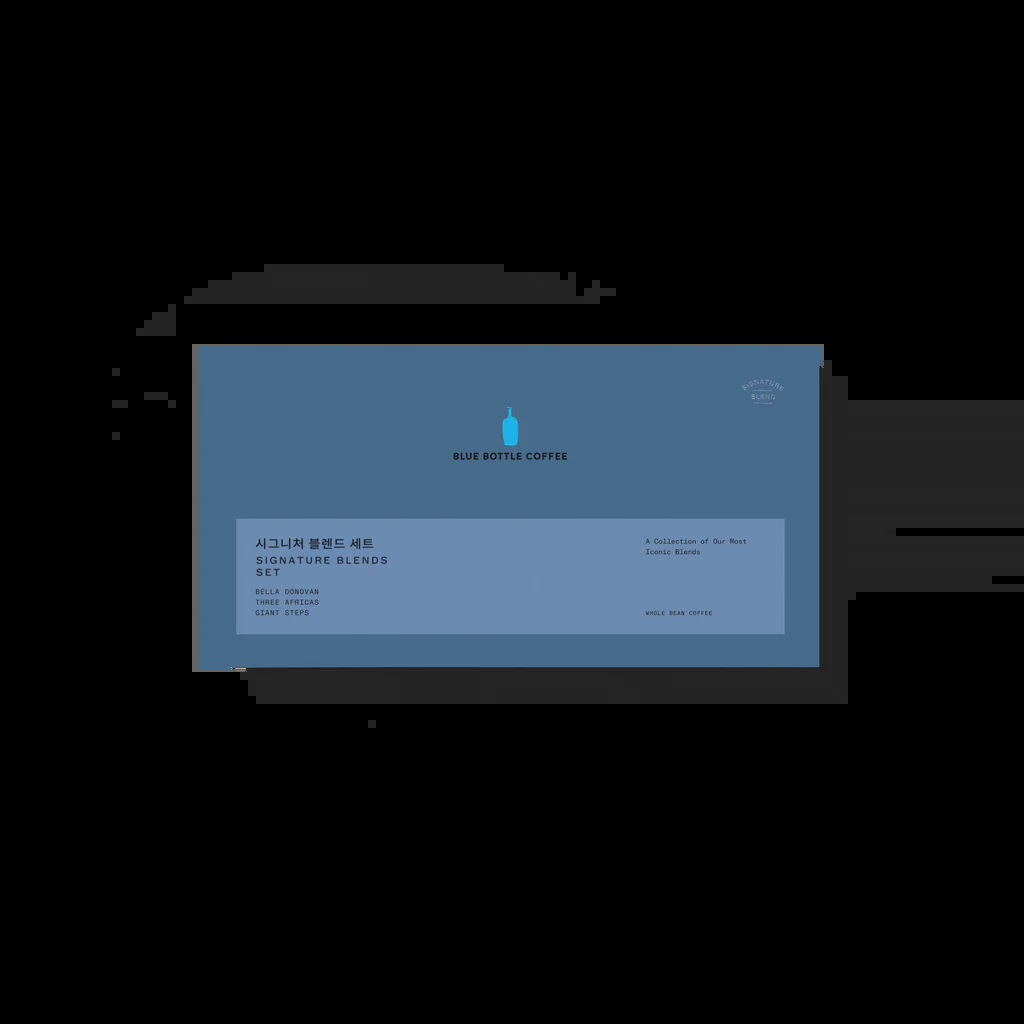 SIGNATURE
BLEND
BLUE BOTTLE COFFEE
시그니처 블렌드 세트
SIGNATURE BLENDS
SET
BELLA DONOVAN
THREE AFRICAS
GIANT STEPS
A Collection of Our Most
Iconic Blends
WHOLE BEAN COFFEE